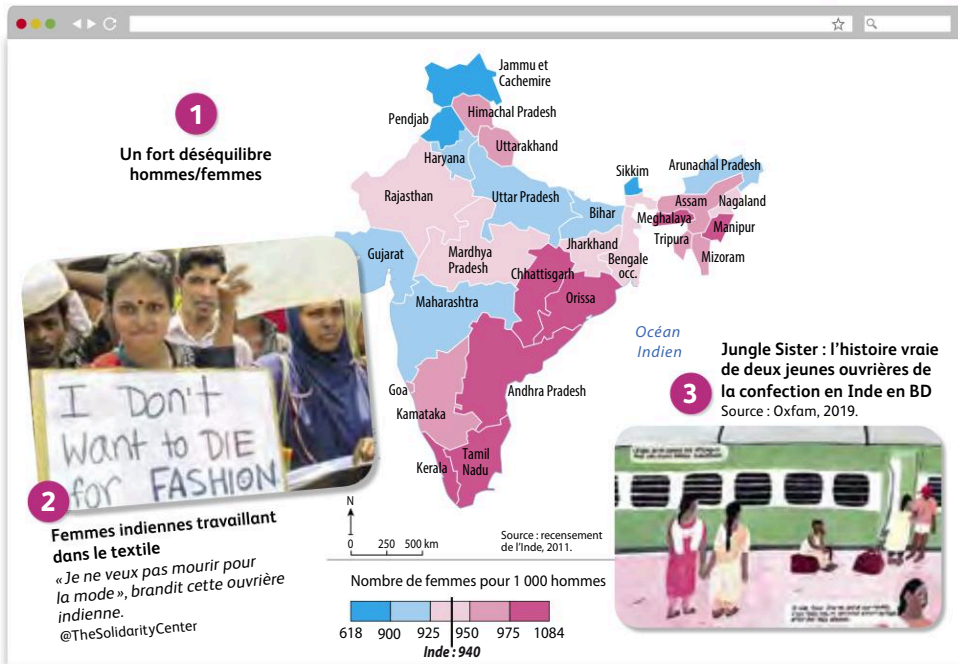 1
Un fort déséquilibre
hommes/femmes
Jammu et
Cachemire
Himachal Pradesh
Pendjab
Uttarakhand
Haryana
Sikkim
Arunachal Pradesh
Rajasthan
Uttar Pradesh
Bihar
Assam
Nagaland
Meghalaya
Manipur
Tripura
Mizoram
Gujarat
Mardhya
Pradesh
Jharkhand
Bengale
occ.
Chhattisgarh
Orissa
Maharashtra
Océan
Indien
Goa
Kamataka
Andhra Pradesh
Kerala
Tamil
Nadu
N
0 250 500 km
Source : recensement
de l'Inde, 2011.
Nombre de femmes pour 1 000 hommes
618 900 925 950 975 1084
Inde : 940
I Don't
Want to DIE
for FASHION
2
Femmes indiennes travaillant
dans le textile
« Je ne veux pas mourir pour
la mode », brandit cette ouvrière
indienne.
@TheSolidarityCenter
3
Jungle Sister : l'histoire vraie
de deux jeunes ouvrières de
la confection en Inde en BD
Source : Oxfam, 2019.